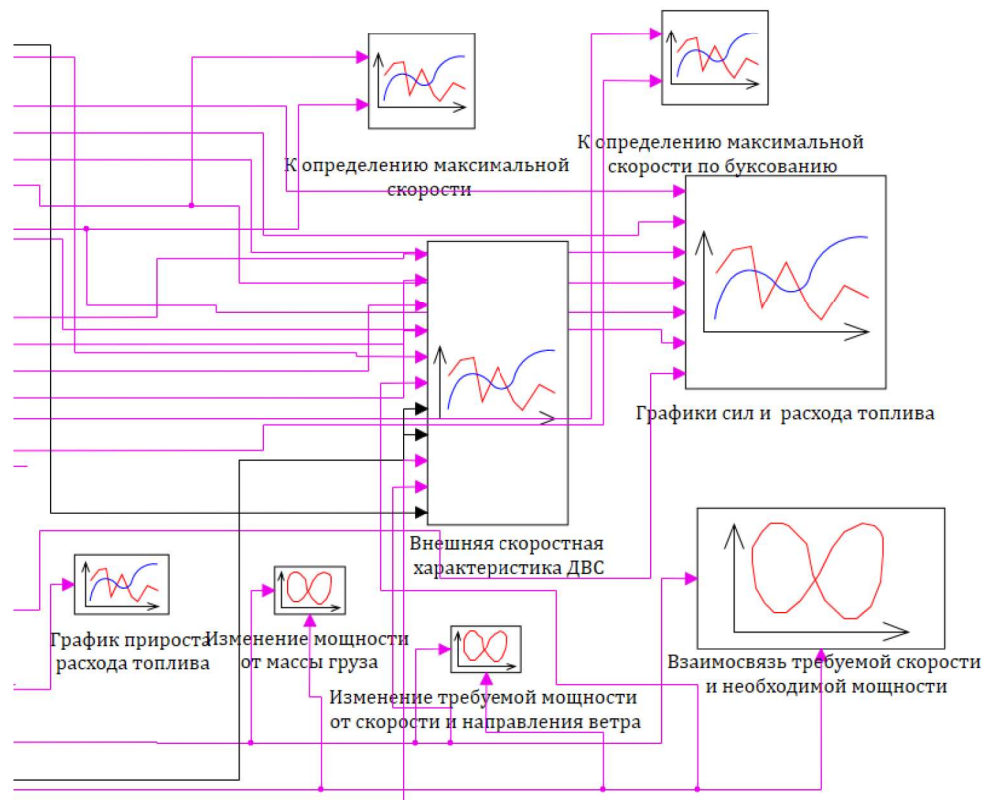 К определению максимальной
скорости
К определению максимальной
скорости по буксованию
Графики сил и расхода топлива
Внешняя скоростная
характеристика ДВС
График прироста
расхода топлива
Изменение мощности
от массы груза
Изменение требуемой мощности
от скорости и направления ветра
Взаимосвязь требуемой скорости
и необходимой мощности